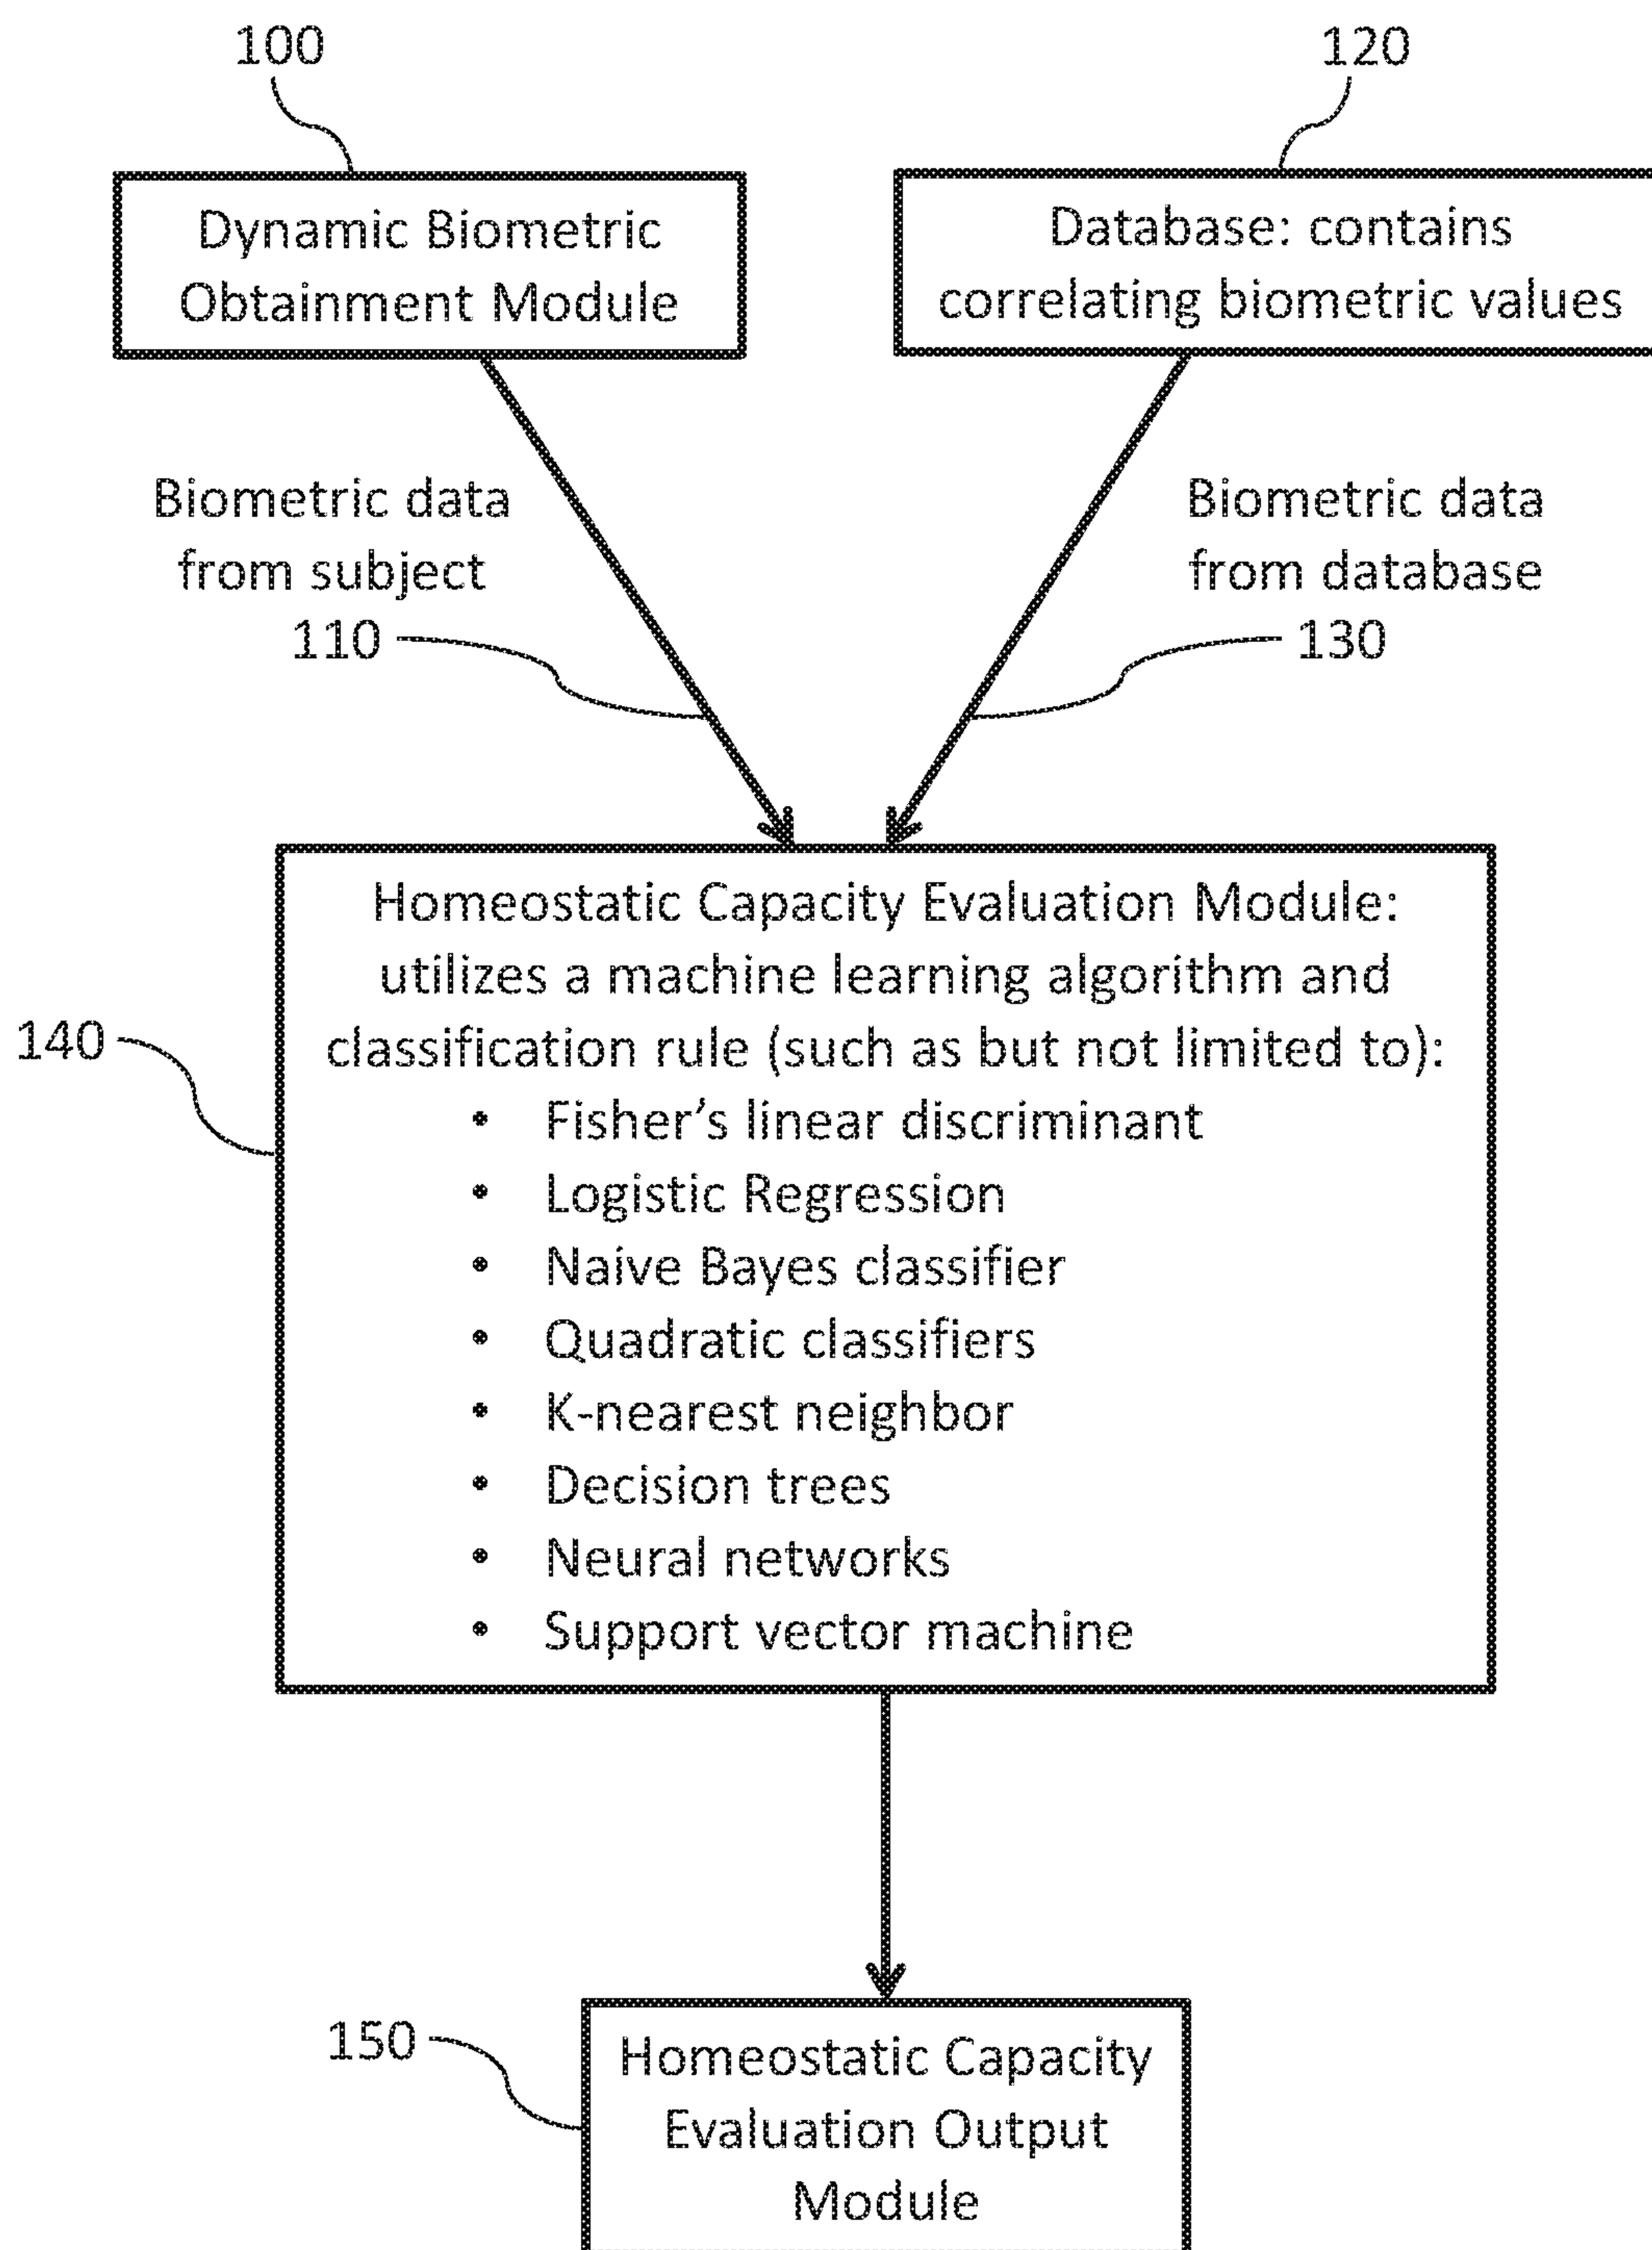 100
120
Dynamic Biometric
Obtainment Module
Database: contains
correlating biometric values
Biometric data
from subject
110
Biometric data
from database
130
140
Homeostatic Capacity Evaluation Module:
utilizes a machine learning algorithm and
classification rule (such as but not limited to):
• Fisher's linear discriminant
• Logistic Regression
• Naive Bayes classifier
• Quadratic classifiers
• K-nearest neighbor
• Decision trees
• Neural networks
• Support vector machine
150
Homeostatic Capacity
Evaluation Output
Module